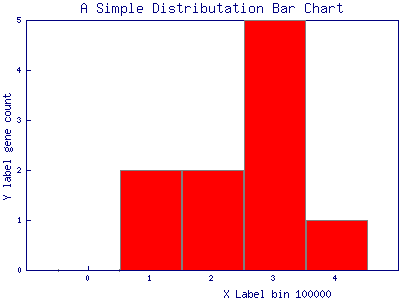 A Simple Distributation Bar Chart
5
4
3
2
1
0
Y label gene count
0 1 2 3 4
X Label bin 100000